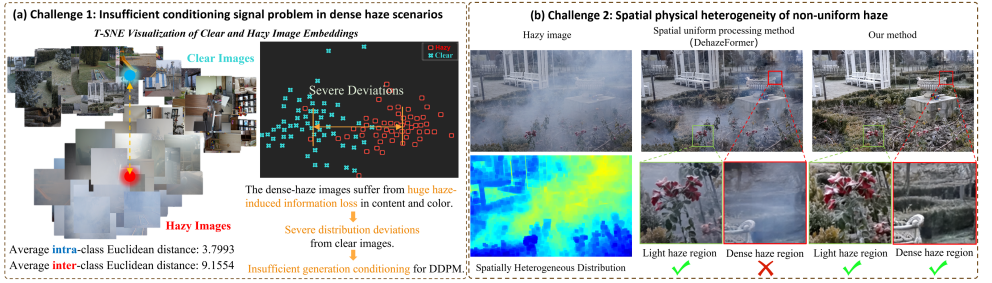 (a) Challenge 1: Insufficient conditioning signal problem in dense haze scenarios
T-SNE Visualization of Clear and Hazy Image Embeddings
Clear Images
Hazy Images
Average intra-class Euclidean distance: 3.7993
Average inter-class Euclidean distance: 9.1554
Hazy
Clear
Severe Deviations
The dense-haze images suffer from huge haze-
induced information loss in content and color.
Severe distribution deviations
from clear images.
Insufficient generation conditioning for DDPM.
(b) Challenge 2: Spatial physical heterogeneity of non-uniform haze
Hazy image
Spatial uniform processing method
(DehazeFormer)
Our method
Spatially Heterogeneous Distribution
Light haze region
Dense haze region
Light haze region
Dense haze region